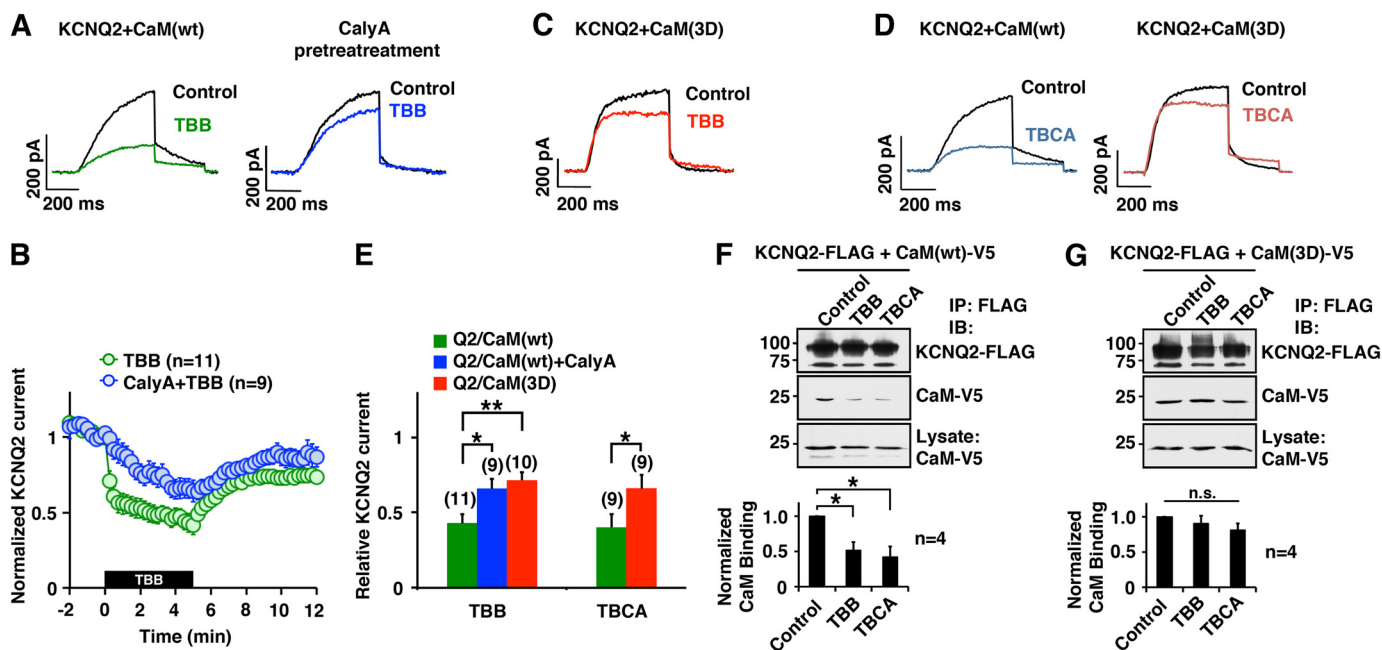 A
KCNQ2+CaM(wt)
CalyA
pretreatreatment
Control
TBB
200 pA
200 ms
Control
TBB
200 pA
200 ms
C
KCNQ2+CaM(3D)
Control
TBB
200 pA
200 ms
D
KCNQ2+CaM(wt)
KCNQ2+CaM(3D)
Control
TBCA
200 pA
200 ms
Control
TBCA
200 pA
200 ms
B
TBB (n=11)
CalyA+TBB (n=9)
Normalized KCNQ2 current
1
0.5
0
TBB
-2 0 2 4 6 8 10 12
Time (min)
E
Q2/CaM(wt)
Q2/CaM(wt)+CalyA
Q2/CaM(3D)
Relative KCNQ2 current
1
0.5
0
**
*
(11)
(9)
(10)
*
(9)
(9)
TBB
TBCA
F
KCNQ2-FLAG + CaM(wt)-V5
Control
TBB
TBCA
IP: FLAG
IB:
100
75
KCNQ2-FLAG
25
CaM-V5
25
Lysate:
CaM-V5
Normalized
CaM Binding
1.0
0.5
0
*
*
n=4
Control
TBB
TBCA
G
KCNQ2-FLAG + CaM(3D)-V5
Control
TBB
TBCA
IP: FLAG
IB:
100
75
KCNQ2-FLAG
25
CaM-V5
25
Lysate:
CaM-V5
Normalized
CaM Binding
1.0
0.5
0
n.s.
n=4
Control
TBB
TBCA